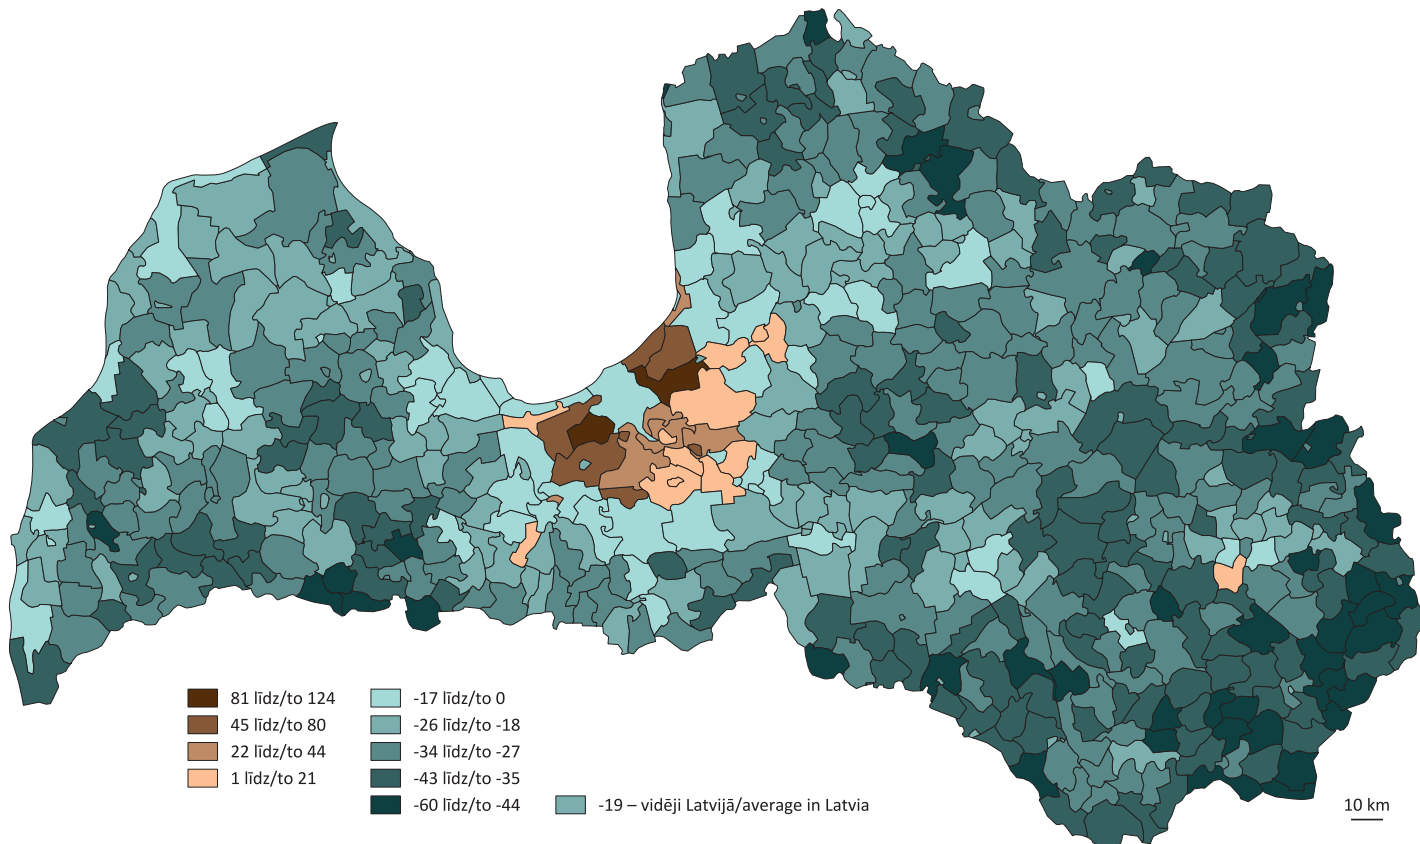 81 līdz/to 124
45 līdz/to 80
22 līdz/to 44
1 līdz/to 21
-17 līdz/to 0
-26 līdz/to -18
-34 līdz/to -27
-43 līdz/to -35
-60 līdz/to -44
-19 – vidēji Latvijā/average in Latvia
10 km